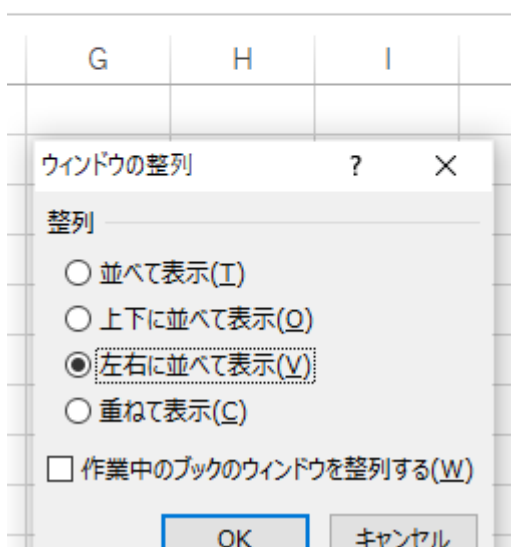 G H I
ウィンドウの整列 ? ×
整列
並べて表示(T)
上下に並べて表示(O)
左右に並べて表示(V)
重ねて表示(C)
作業中のブックのウィンドウを整列する(W)
OK キャンセル